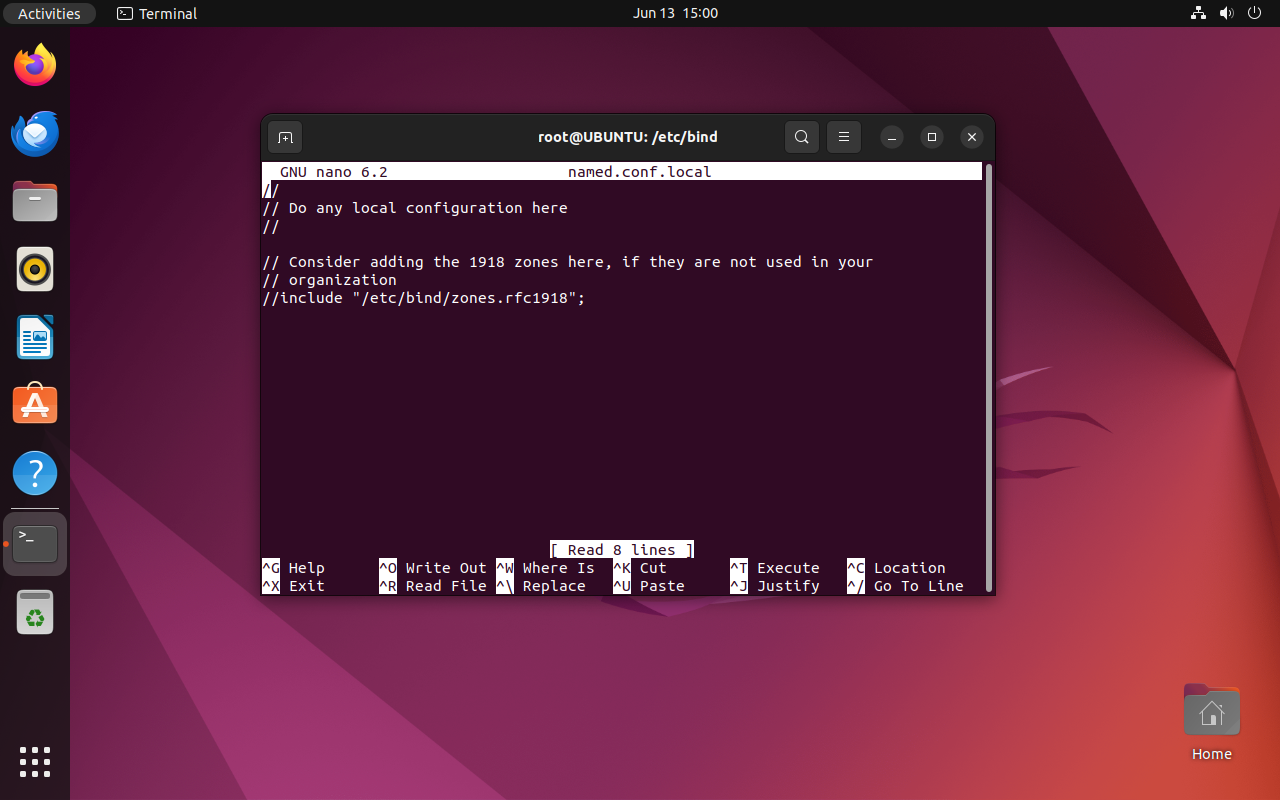 Activities
Terminal
Jun 13 15:00
root@UBUNTU: /etc/bind
GNU nano 6.2 named.conf.local
//
// Do any local configuration here
//
// Consider adding the 1918 zones here, if they are not used in your
// organization
//include "/etc/bind/zones.rfc1918";
[ Read 8 lines ]
^G Help ^O Write Out ^W Where Is ^K Cut ^T Execute ^C Location
^X Exit ^R Read File ^\ Replace ^U Paste ^J Justify ^/ Go To Line
Home